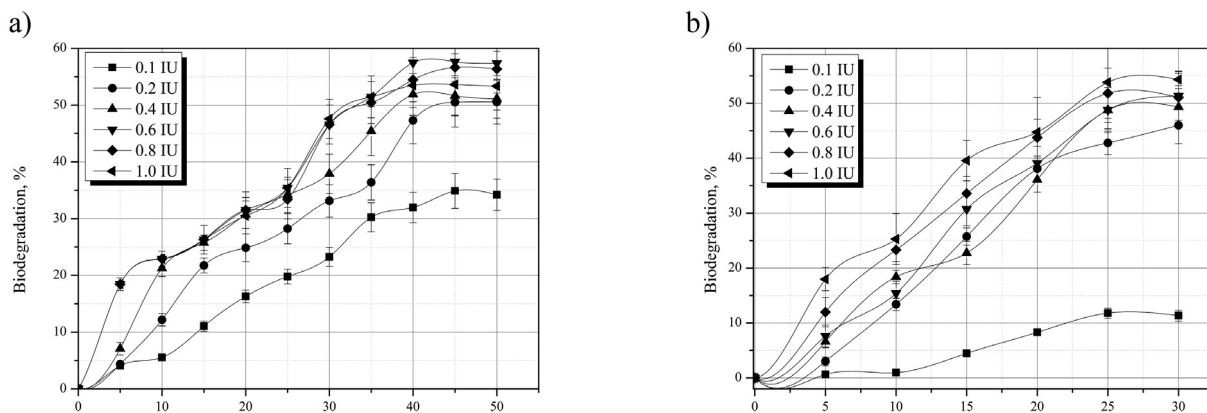 a)
60
50
40
30
20
10
0
Biodegradation, %
0.1 IU
0.2 IU
0.4 IU
0.6 IU
0.8 IU
1.0 IU
0 10 20 30 40 50
b)
60
50
40
30
20
10
0
Biodegradation, %
0.1 IU
0.2 IU
0.4 IU
0.6 IU
0.8 IU
1.0 IU
0 5 10 15 20 25 30